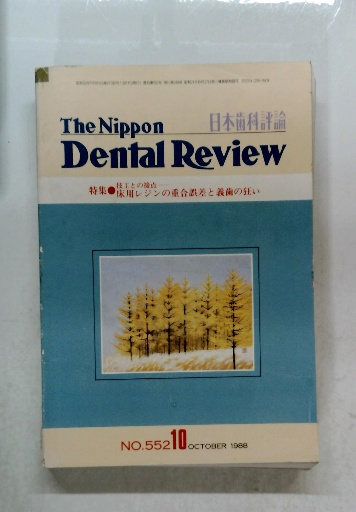 日本歯科評論
The Nippon
Dental Review
技工との接点
特集●床用レジンの重合誤差と義歯の狂い
NO.552 10 OCTOBER 1988